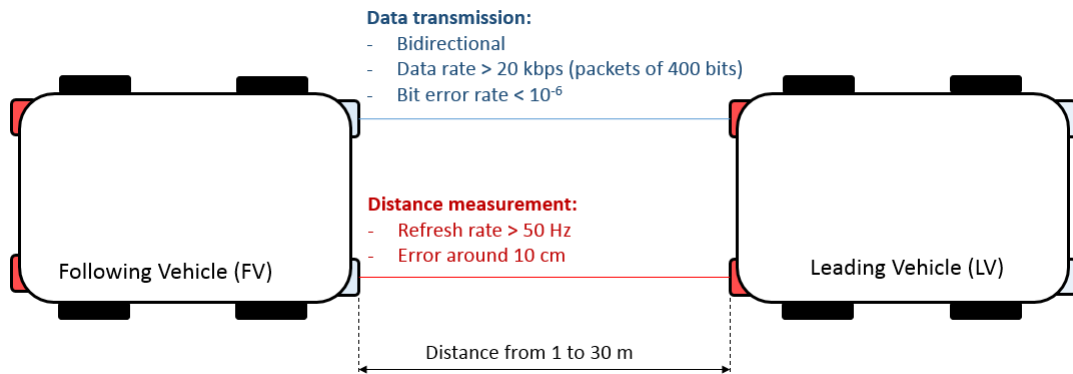 Data transmission:
- Bidirectional
- Data rate > 20 kbps (packets of 400 bits)
- Bit error rate < 10⁻⁶
Distance measurement:
- Refresh rate > 50 Hz
- Error around 10 cm
Following Vehicle (FV)
Leading Vehicle (LV)
Distance from 1 to 30 m